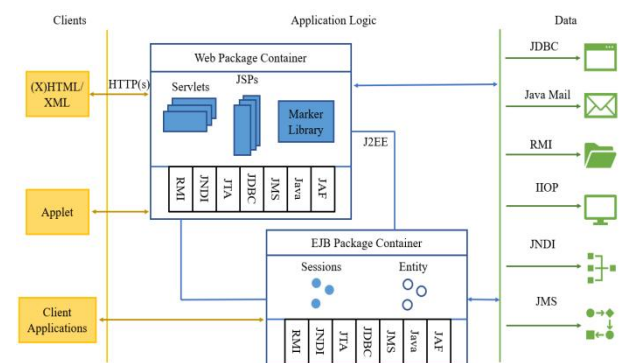 Clients
Application Logic
Data
Web Package Container
JDBC
(X)HTML/
XML
HTTP(s)
Servlets
JSPs
Marker
Library
Java Mail
J2EE
RMI
RMI
JNDI
JTA
JDBC
JMS
Java
JAF
IIOP
Applet
EJB Package Container
JNDI
Sessions
Entity
Client
Applications
JMS
RMI
JNDI
JTA
JDBC
JMS
Java
JAF